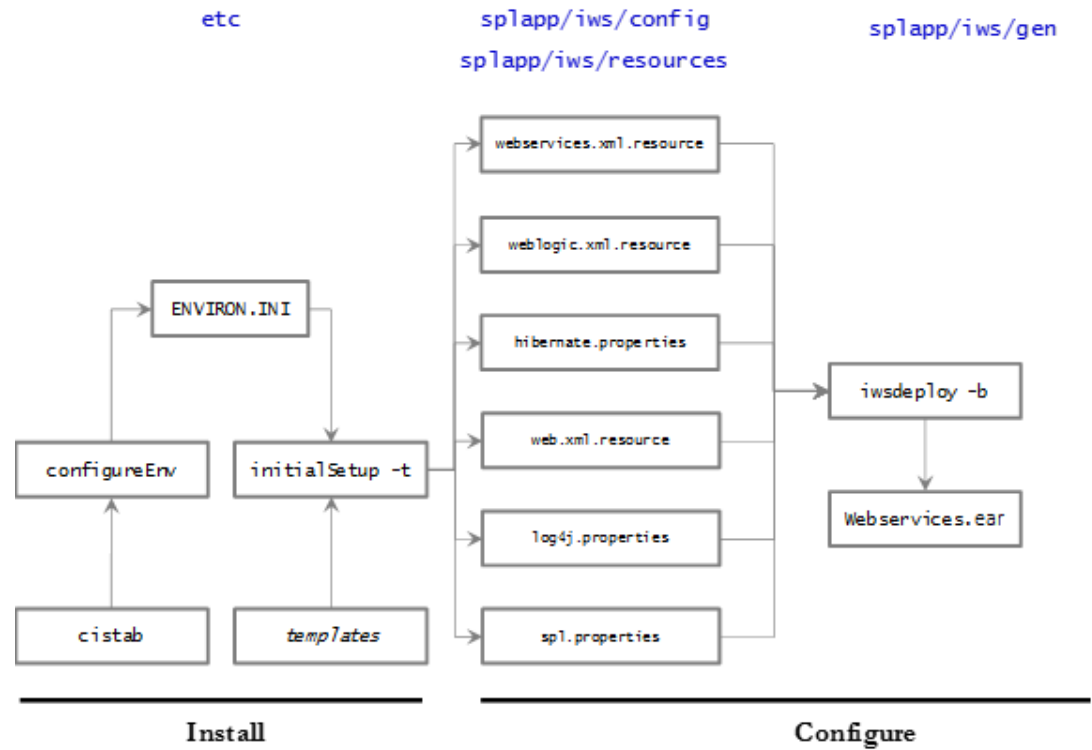 etc
splapp/iws/config
splapp/iws/resources
splapp/iws/gen
webservices.xml.resource
weblogic.xml.resource
ENVIRON.INI
hibernate.properties
iwsdeploy -b
configureEnv
initialSetup -t
web.xml.resource
Webservices.ear
log4j.properties
cistab
templates
spl.properties
Install
Configure